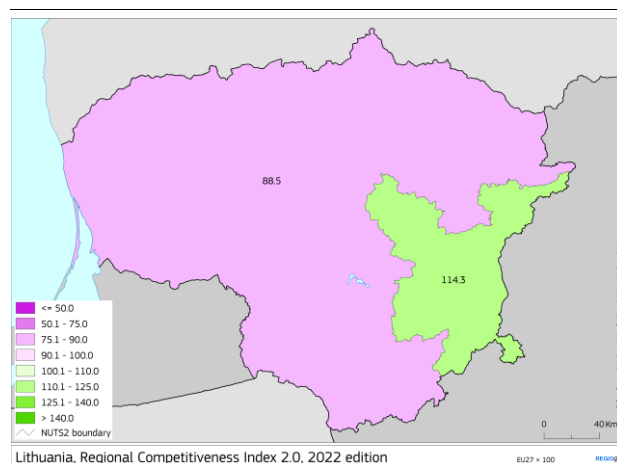 88.5
114.3
<= 50.0
50.1 - 75.0
75.1 - 90.0
90.1 - 100.0
100.1 - 110.0
110.1 - 125.0
125.1 - 140.0
> 140.0
NUTS2 boundary
0 40 Km
Lithuania, Regional Competitiveness Index 2.0, 2022 edition EU27 = 100